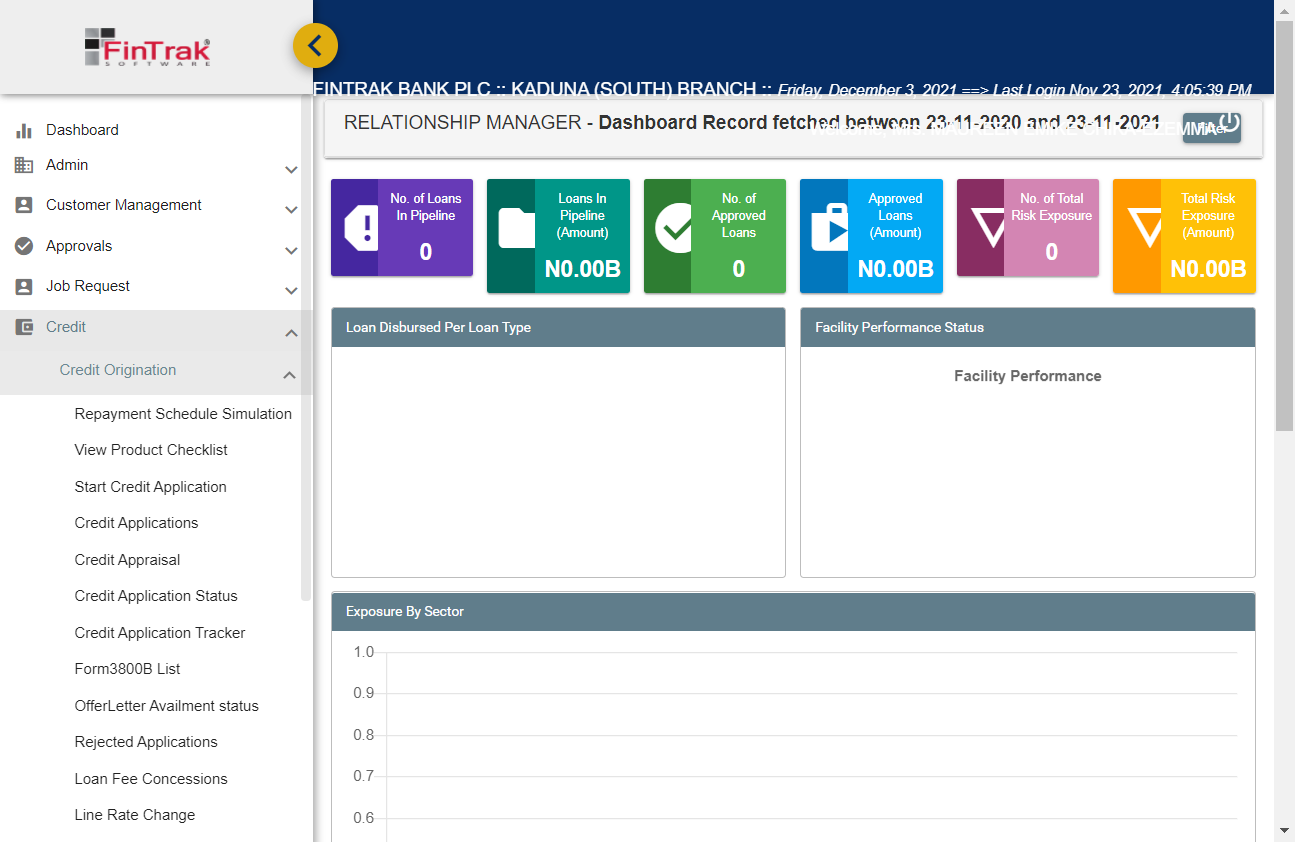 FinTrak
SOFTWARE
FINTRAK BANK PLC :: KADUNA (SOUTH) BRANCH :: Friday, December 3, 2021 ==> Last Login Nov 23, 2021, 4:05:39 PM
RELATIONSHIP MANAGER - Dashboard Record fetched between 23-11-2020 and 23-11-2021
Filter
Dashboard
Admin
Customer Management
Approvals
Job Request
Credit
Credit Origination
Repayment Schedule Simulation
View Product Checklist
Start Credit Application
Credit Applications
Credit Appraisal
Credit Application Status
Credit Application Tracker
Form3800B List
OfferLetter Availment status
Rejected Applications
Loan Fee Concessions
Line Rate Change
No. of Loans
In Pipeline
0
Loans In
Pipeline
(Amount)
N0.00B
No. of
Approved
Loans
0
Approved
Loans
(Amount)
N0.00B
No. of Total
Risk Exposure
0
Total Risk
Exposure
(Amount)
N0.00B
Loan Disbursed Per Loan Type
Facility Performance Status
Facility Performance
Exposure By Sector
1.0
0.9
0.8
0.7
0.6